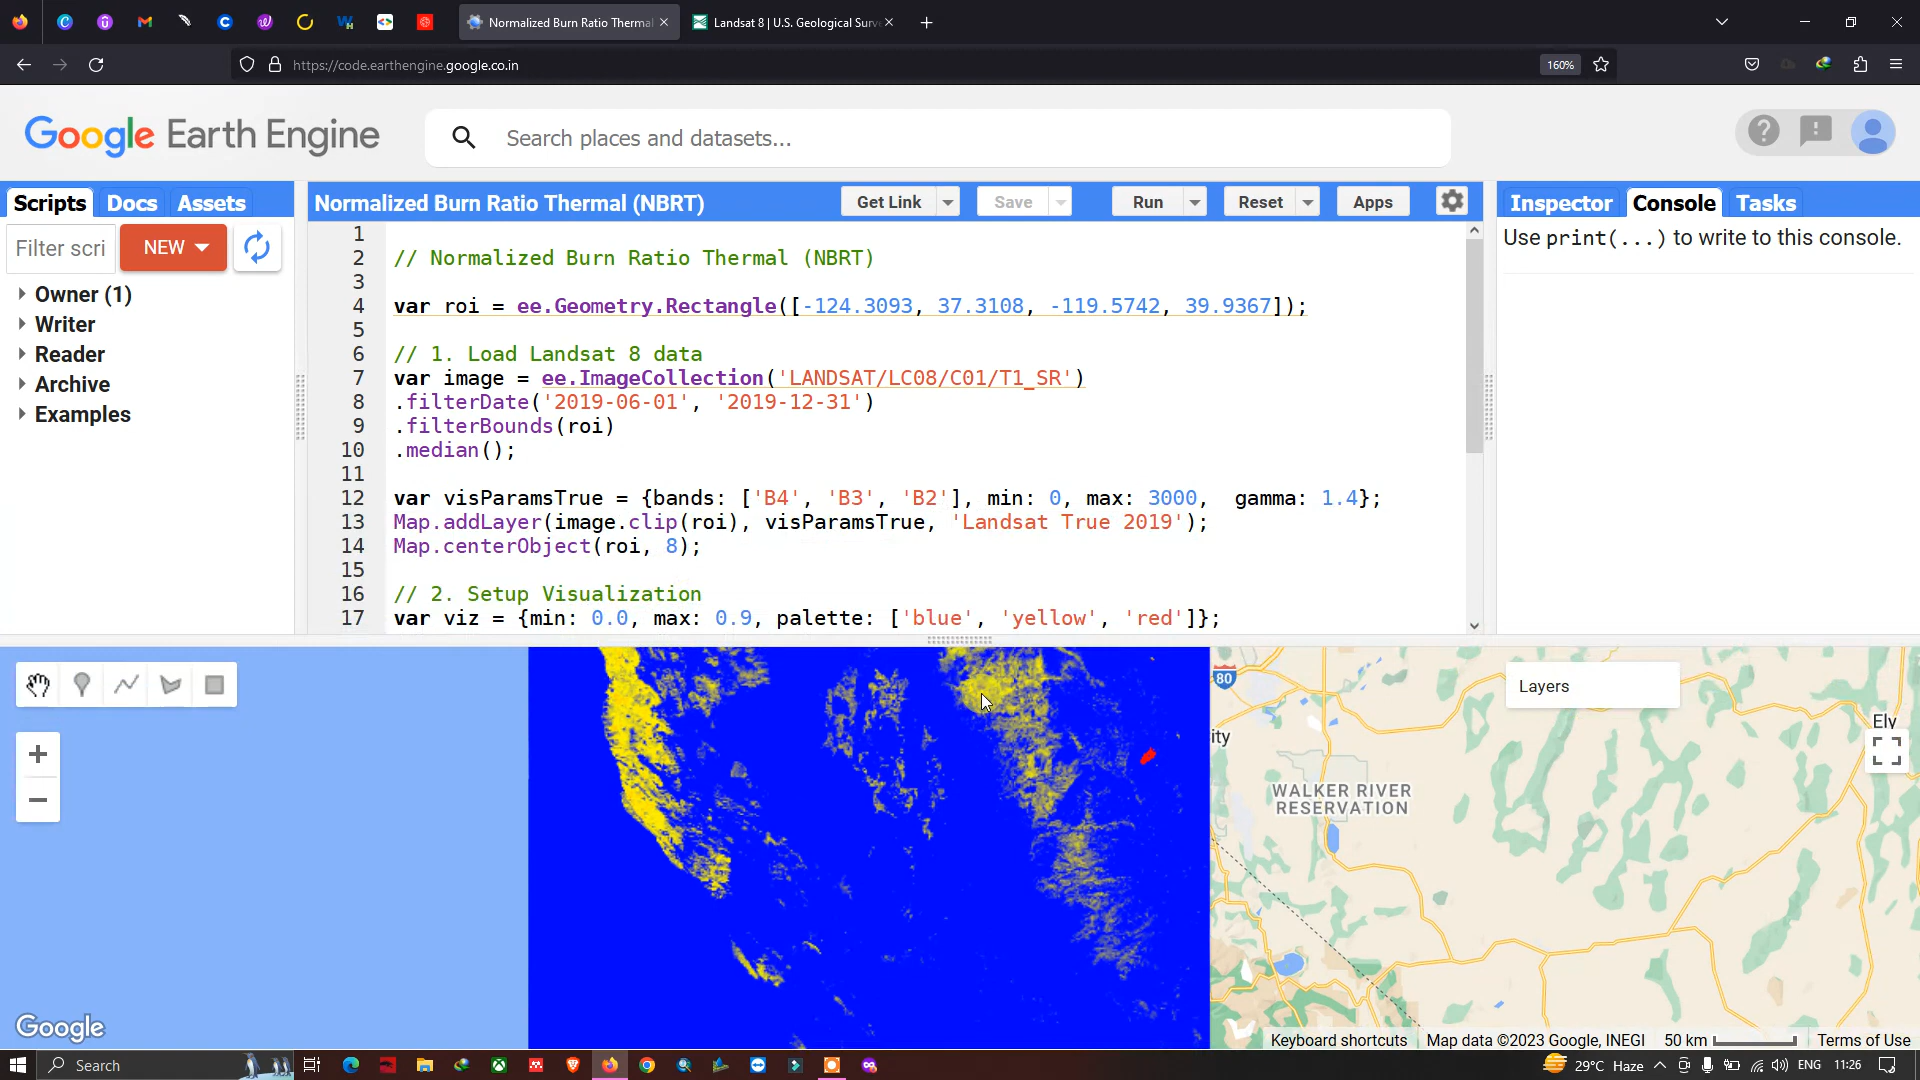 Normalized Burn Ratio Thermal
Landsat 8 | U.S. Geological Surve
https://code.earthengine.google.co.in
160%
Google Earth Engine
Search places and datasets...
Scripts Docs Assets
Normalized Burn Ratio Thermal (NBRT)
Get Link Save Run Reset Apps
Inspector Console Tasks
Filter scri
NEW
Use print(...) to write to this console.
Owner (1)
Writer
Reader
Archive
Examples
1
2 // Normalized Burn Ratio Thermal (NBRT)
3
4 var roi = ee.Geometry.Rectangle([-124.3093, 37.3108, -119.5742, 39.9367]);
5
6 // 1. Load Landsat 8 data
7 var image = ee.ImageCollection('LANDSAT/LC08/C01/T1_SR')
8 .filterDate('2019-06-01', '2019-12-31')
9 .filterBounds(roi)
10 .median();
11
12 var visParamsTrue = {bands: ['B4', 'B3', 'B2'], min: 0, max: 3000,  gamma: 1.4};
13 Map.addLayer(image.clip(roi), visParamsTrue, 'Landsat True 2019');
14 Map.centerObject(roi, 8);
15
16 // 2. Setup Visualization
17 var viz = {min: 0.0, max: 0.9, palette: ['blue', 'yellow', 'red']};
80
Layers
Ely
ity
WALKER RIVER
RESERVATION
Google
Keyboard shortcuts Map data ©2023 Google, INEGI 50 km Terms of Use
Search
29°C Haze ENG 11:26